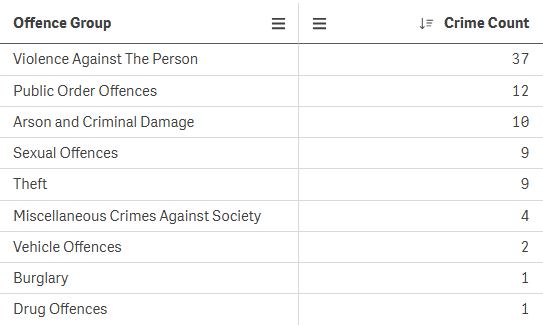 Offence Group Crime Count
Violence Against The Person 37
Public Order Offences 12
Arson and Criminal Damage 10
Sexual Offences 9
Theft 9
Miscellaneous Crimes Against Society 4
Vehicle Offences 2
Burglary 1
Drug Offences 1